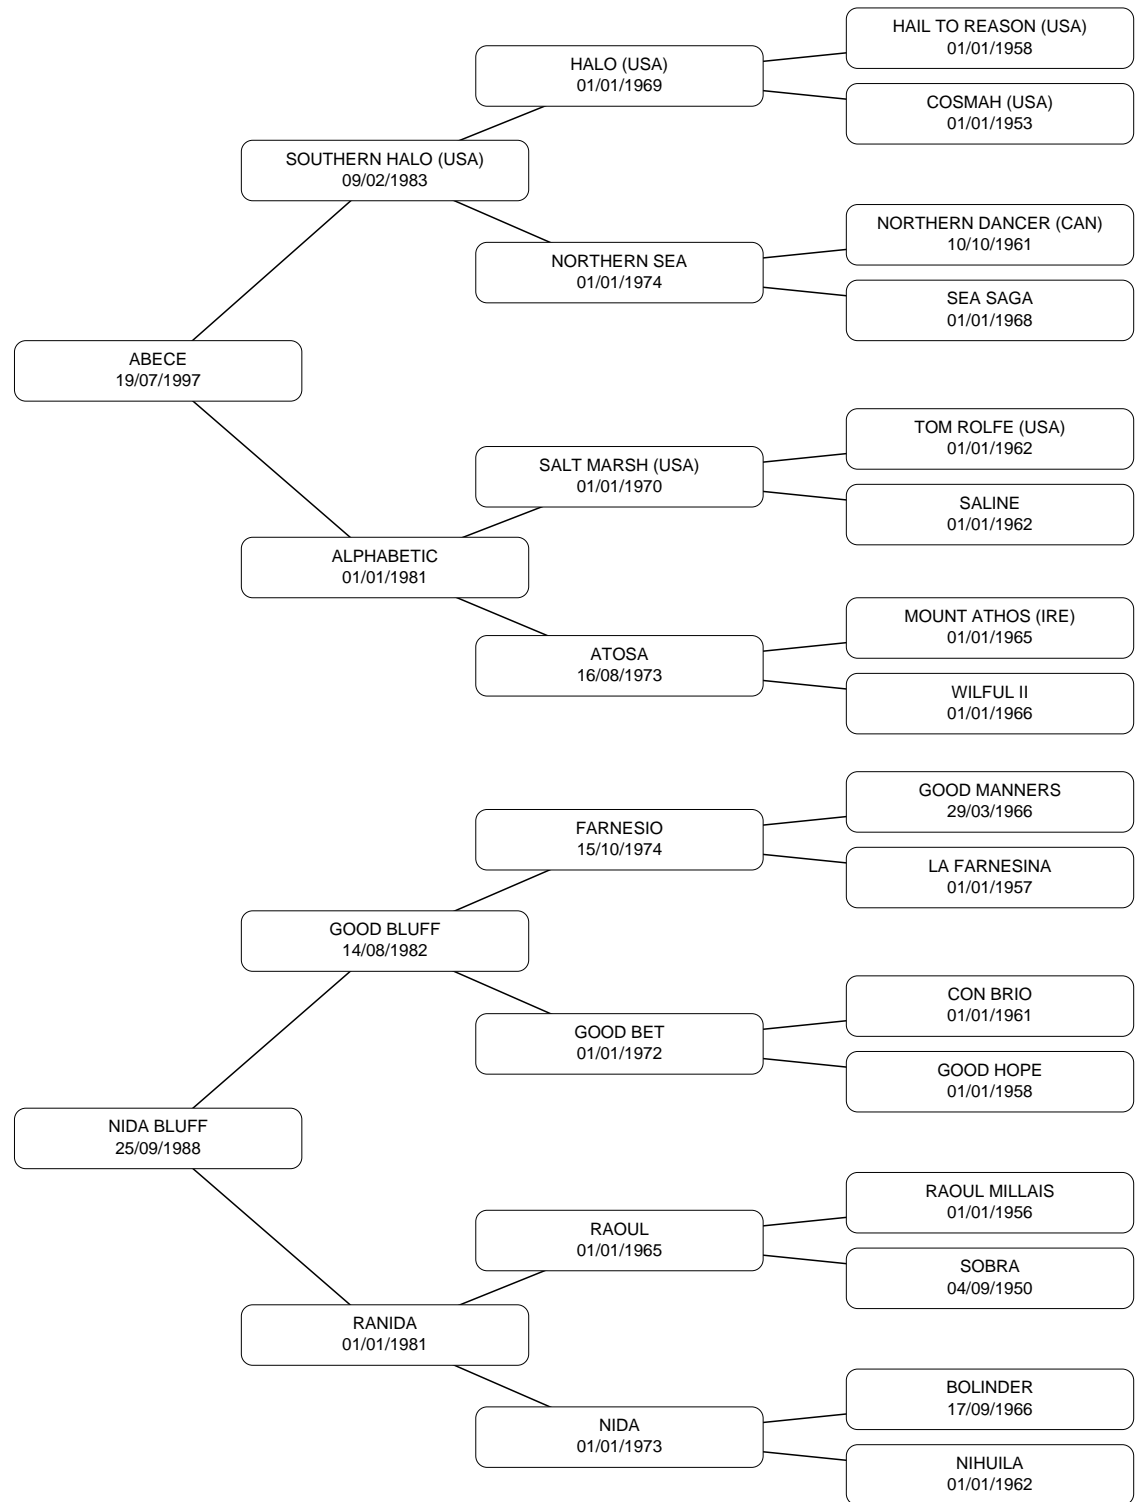 HAIL TO REASON (USA)
01/01/1958
HALO (USA)
01/01/1969
COSMAH (USA)
01/01/1953
SOUTHERN HALO (USA)
09/02/1983
NORTHERN DANCER (CAN)
10/10/1961
NORTHERN SEA
01/01/1974
SEA SAGA
01/01/1968
ABECE
19/07/1997
TOM ROLFE (USA)
01/01/1962
SALT MARSH (USA)
01/01/1970
SALINE
01/01/1962
ALPHABETIC
01/01/1981
MOUNT ATHOS (IRE)
01/01/1965
ATOSA
16/08/1973
WILFUL II
01/01/1966
GOOD MANNERS
29/03/1966
FARNESIO
15/10/1974
LA FARNESINA
01/01/1957
GOOD BLUFF
14/08/1982
CON BRIO
01/01/1961
GOOD BET
01/01/1972
GOOD HOPE
01/01/1958
NIDA BLUFF
25/09/1988
RAOUL MILLAIS
01/01/1956
RAOUL
01/01/1965
SOBRA
04/09/1950
RANIDA
01/01/1981
BOLINDER
17/09/1966
NIDA
01/01/1973
NIHUILA
01/01/1962